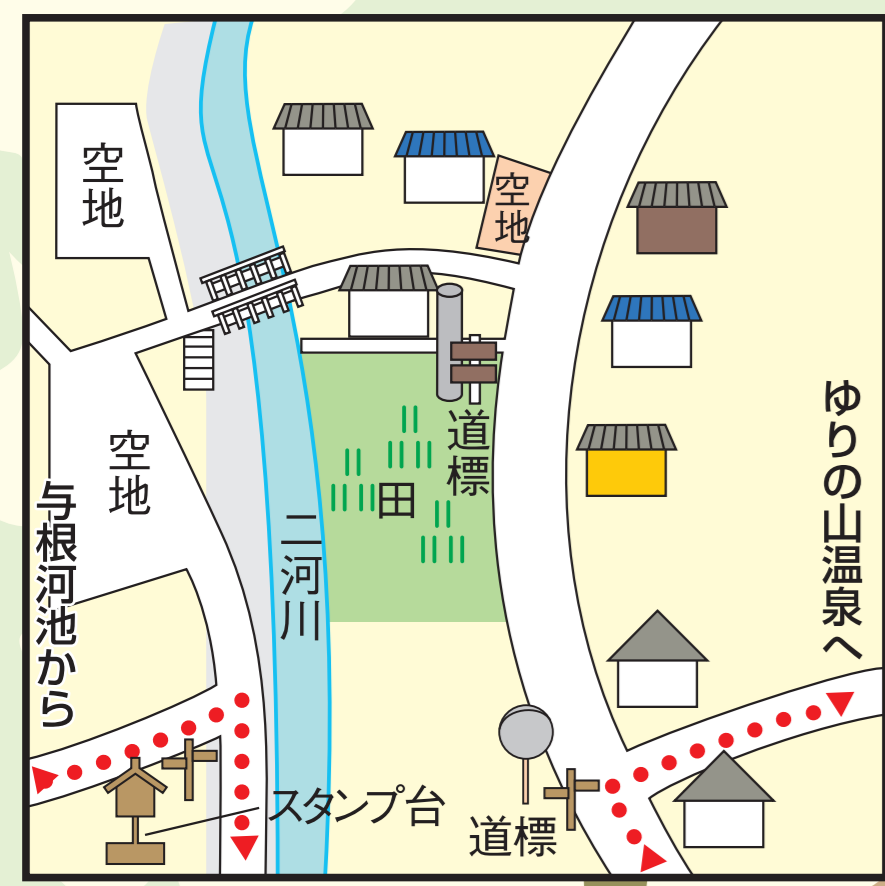 空地
空地
空地
道標
田
二河川
与根河池から
ゆりの山温泉へ
スタンプ台
道標